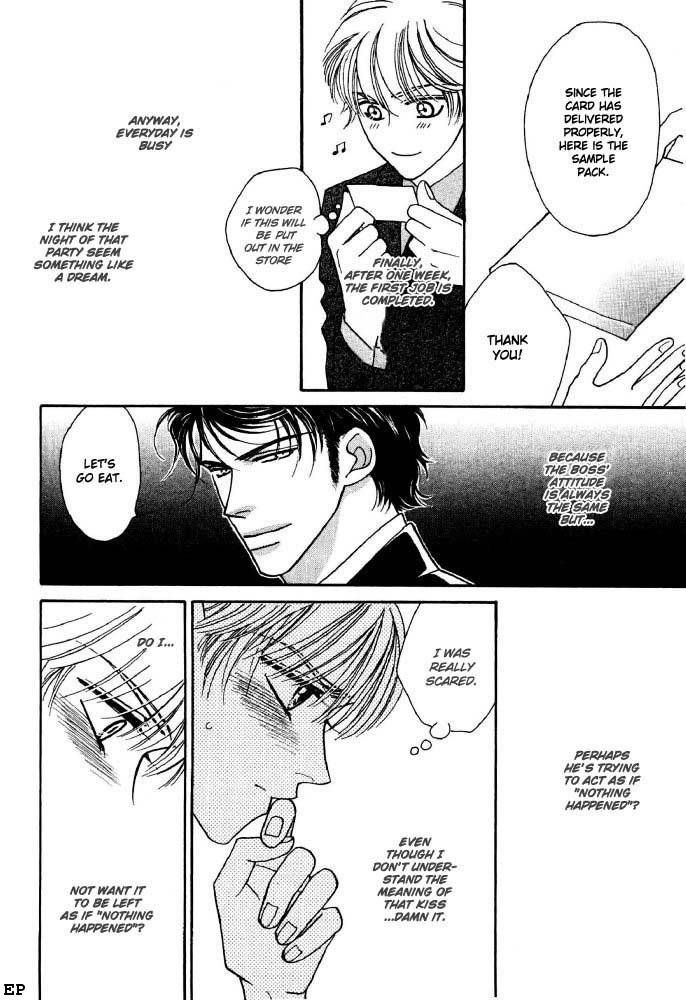 SINCE THE
CARD HAS
DELIVERED
PROPERLY,
HERE IS THE
SAMPLE
PACK.
THANK
YOU!
FINALLY,
AFTER ONE WEEK,
THE FIRST JOB IS
COMPLETED.
I WONDER
IF THIS WILL
BE PUT
OUT IN THE
STORE
ANYWAY,
EVERYDAY IS
BUSY
I THINK THE
NIGHT OF THAT
PARTY SEEM
SOMETHING LIKE
A DREAM.
BECAUSE
THE BOSS'
ATTITUDE
IS ALWAYS
THE SAME
BUT...
LET'S
GO EAT.
PERHAPS
HE'S TRYING
TO ACT AS IF
"NOTHING
HAPPENED"?
I WAS
REALLY
SCARED.
EVEN
THOUGH I
DON'T UNDER-
STAND THE
MEANING OF
THAT KISS
...DAMN IT.
DO I...
NOT WANT IT
TO BE LEFT
AS IF "NOTHING
HAPPENED"?
EP